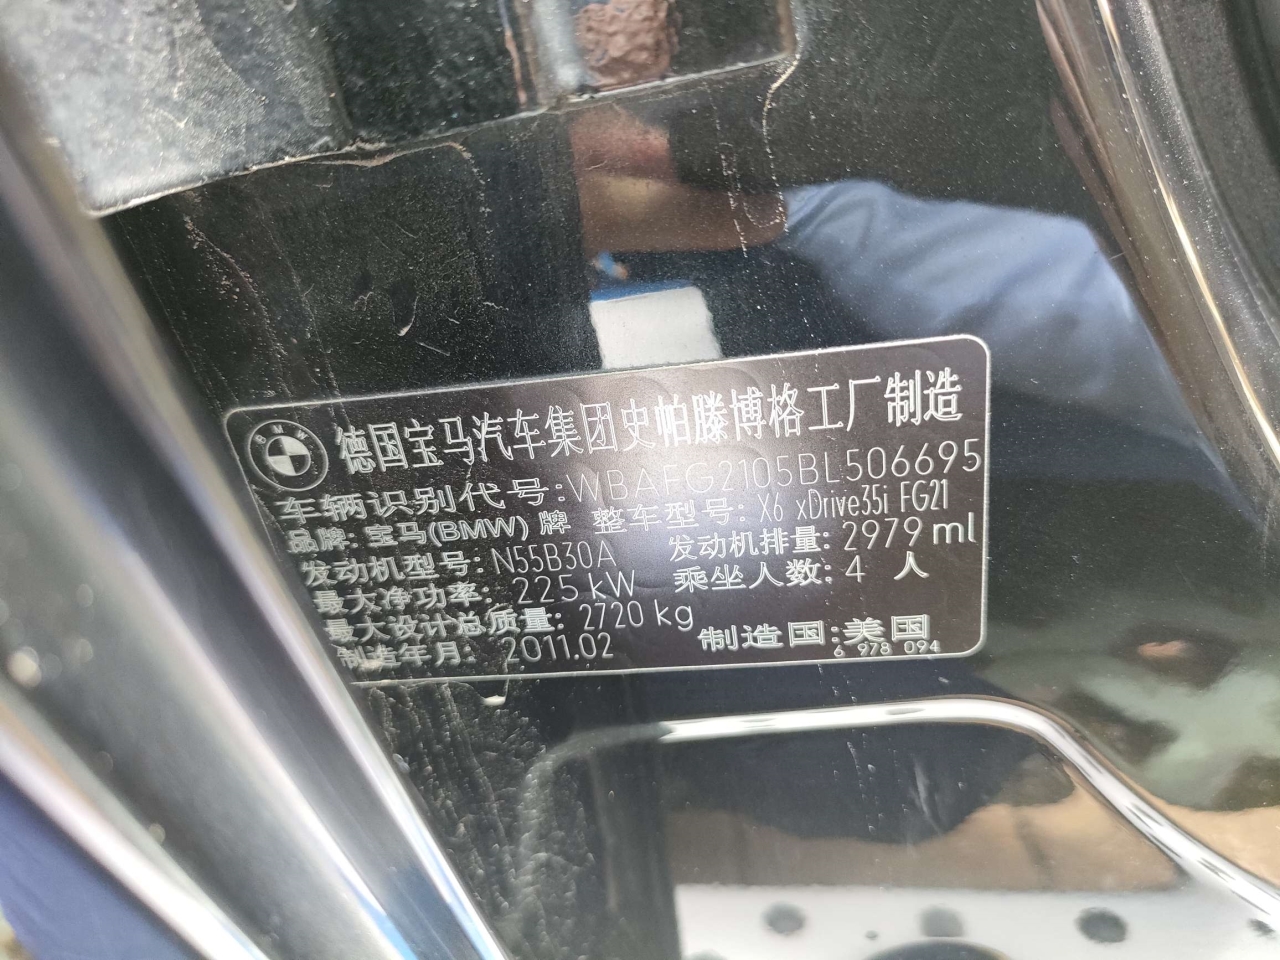 BMW
德国宝马汽车集团史帕滕博格工厂制造
车辆识别代号:WBAFG2105BL506695
品牌: 宝马(BMW) 牌 整车型号: X6 xDrive35i FG21
发动机型号: N55B30A 发动机排量: 2979 ml
最大净功率: 225 kW 乘坐人数: 4 人
最大设计总质量: 2720 kg
制造年月: 2011.02 制造国:美国
6 978 094